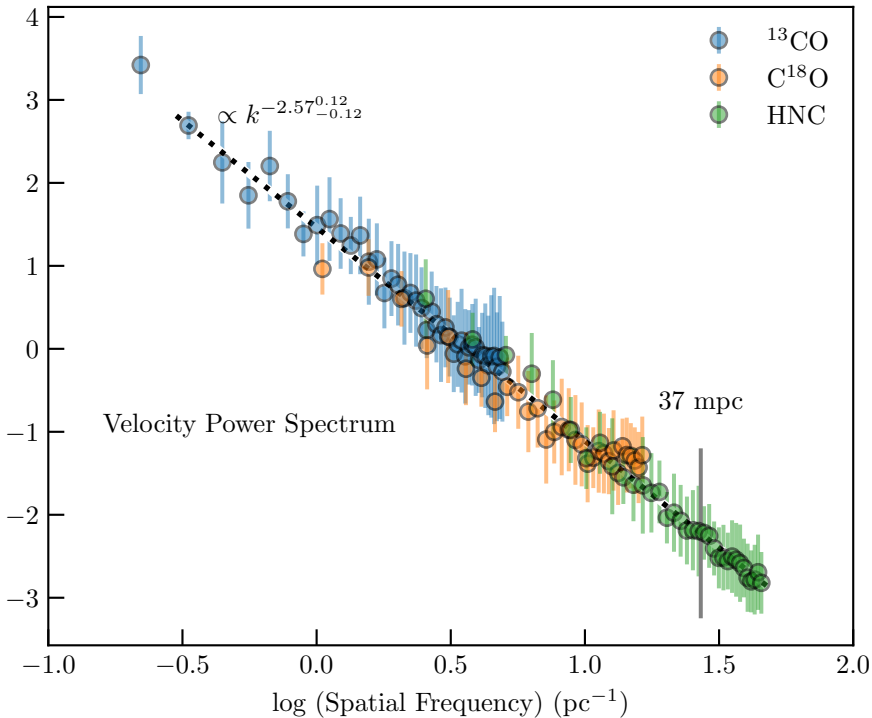 4
3
2
1
0
−1
−2
−3
−1.0 −0.5 0.0 0.5 1.0 1.5 2.0
log (Spatial Frequency) (pc⁻¹)
¹³CO
C¹⁸O
HNC
∝ k^{−2.57^{0.12}_{−0.12}}
37 mpc
Velocity Power Spectrum